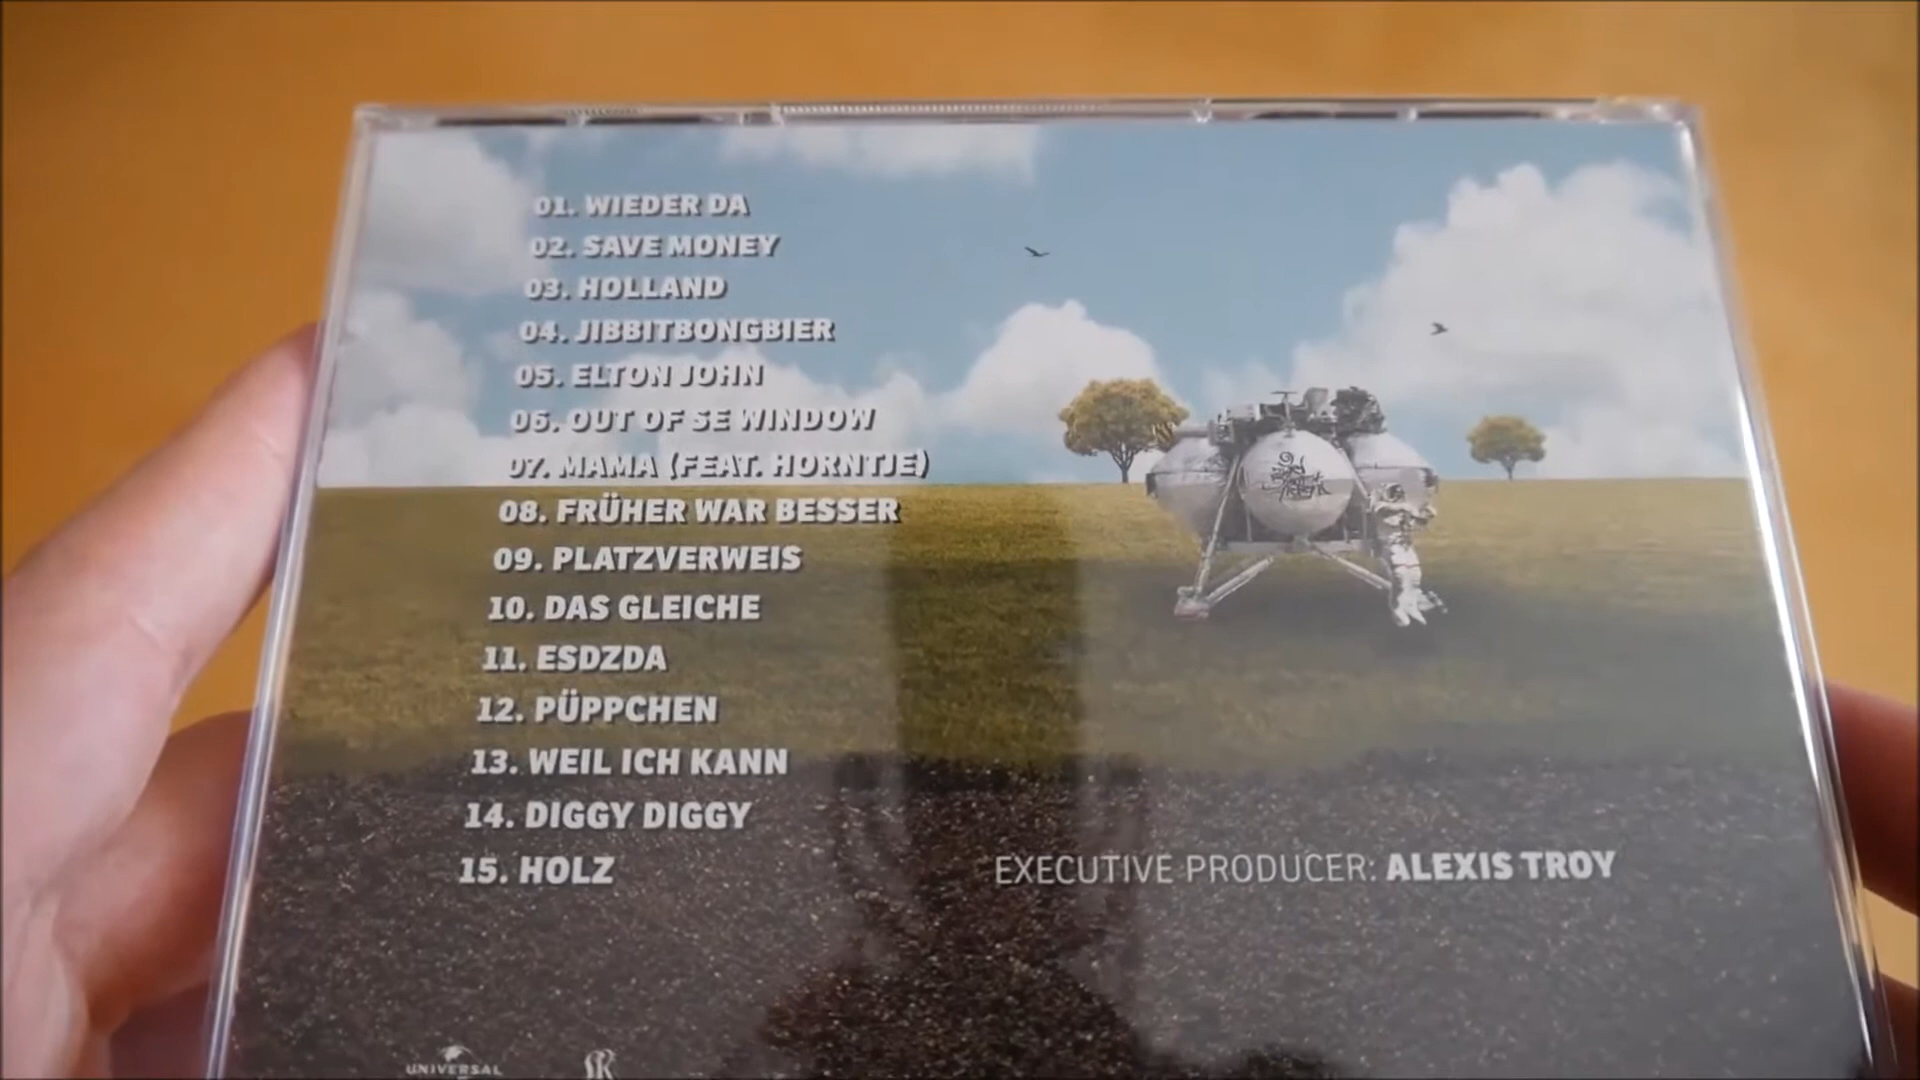 01. WIEDER DA
02. SAVE MONEY
03. HOLLAND
04. JIBBITBONGBIER
05. ELTON JOHN
06. OUT OF SE WINDOW
07. MAMA (FEAT. HORNTJE)
08. FRÜHER WAR BESSER
09. PLATZVERWEIS
10. DAS GLEICHE
11. ESDZDA
12. PÜPPCHEN
13. WEIL ICH KANN
14. DIGGY DIGGY
15. HOLZ
EXECUTIVE PRODUCER: ALEXIS TROY
UNIVERSAL